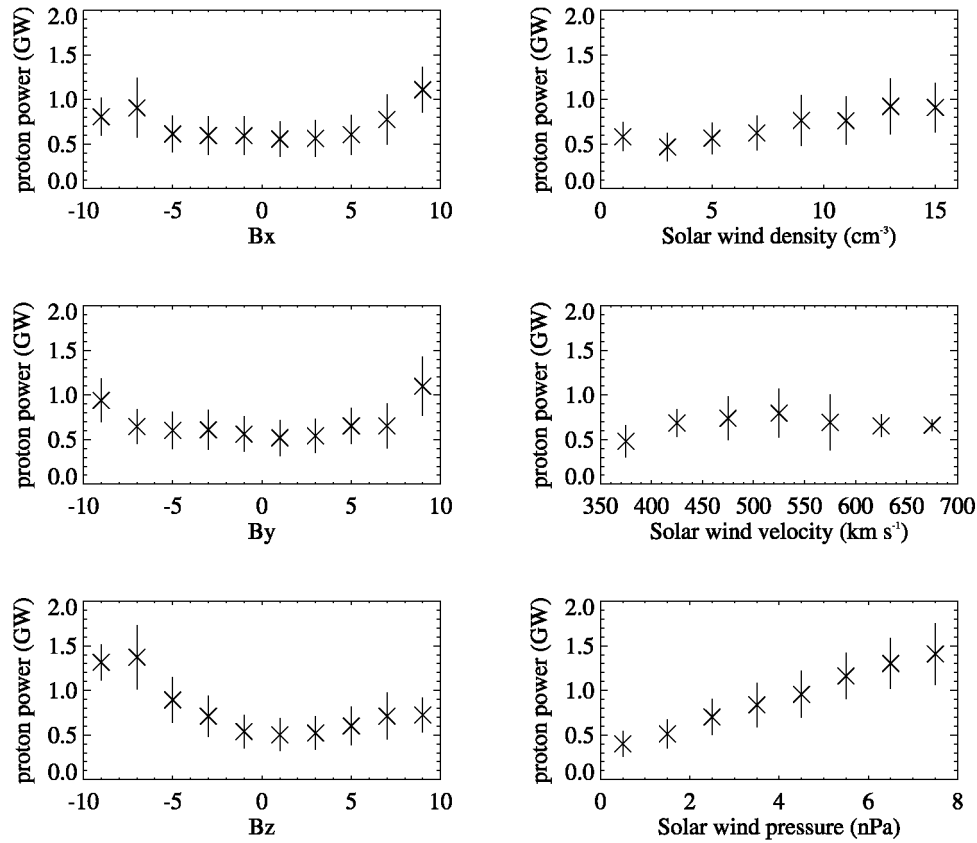 proton power (GW)
2.0
1.5
1.0
0.5
0.0
-10 -5 0 5 10
Bx
proton power (GW)
2.0
1.5
1.0
0.5
0.0
0 5 10 15
Solar wind density (cm⁻³)
proton power (GW)
2.0
1.5
1.0
0.5
0.0
-10 -5 0 5 10
By
proton power (GW)
2.0
1.5
1.0
0.5
0.0
350 400 450 500 550 600 650 700
Solar wind velocity (km s⁻¹)
proton power (GW)
2.0
1.5
1.0
0.5
0.0
-10 -5 0 5 10
Bz
proton power (GW)
2.0
1.5
1.0
0.5
0.0
0 2 4 6 8
Solar wind pressure (nPa)